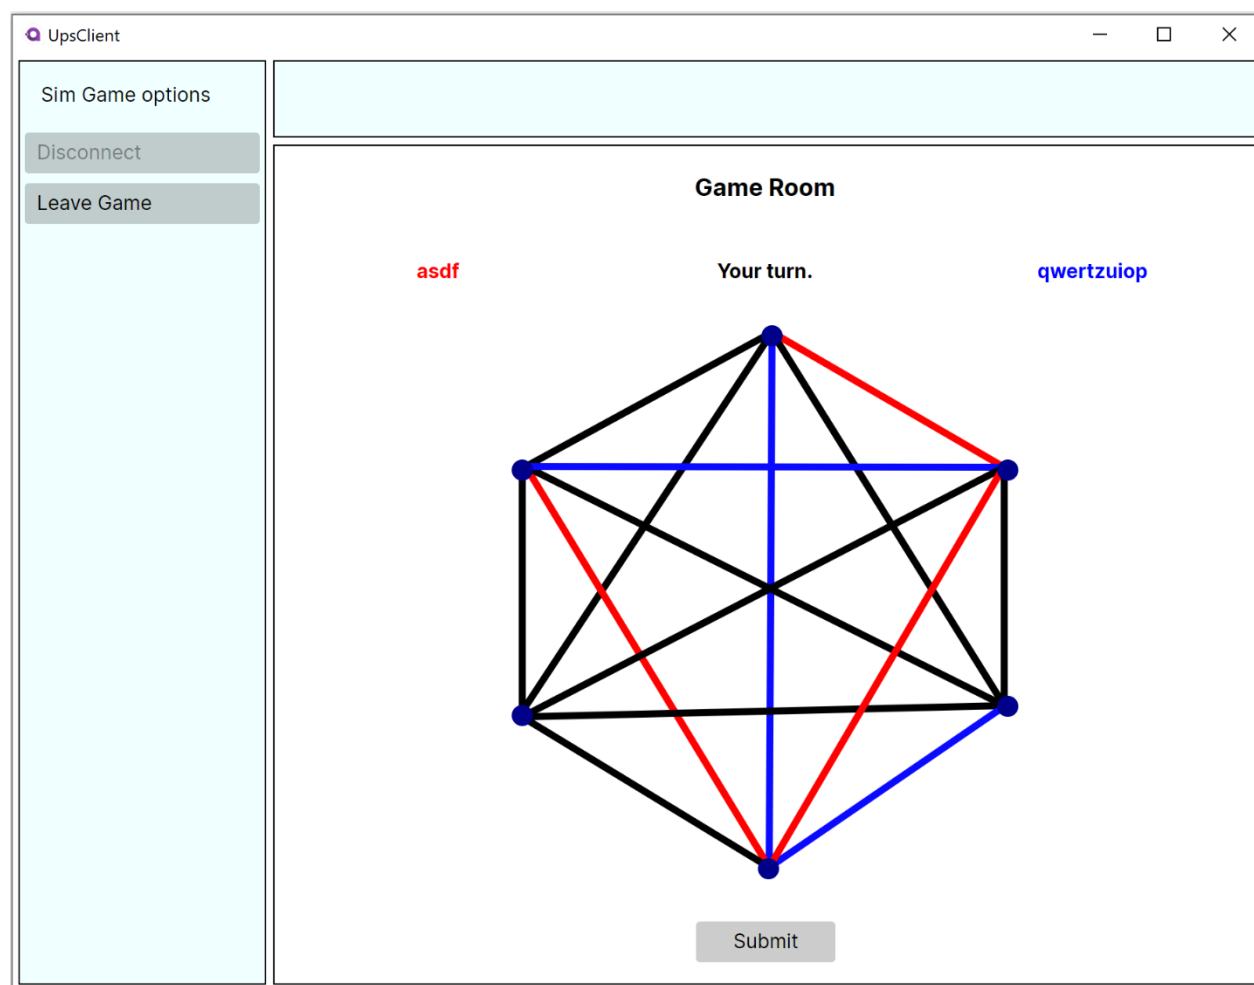 UpsClient
Sim Game options
Disconnect
Leave Game
Game Room
asdf
Your turn.
qwertzuiop
Submit